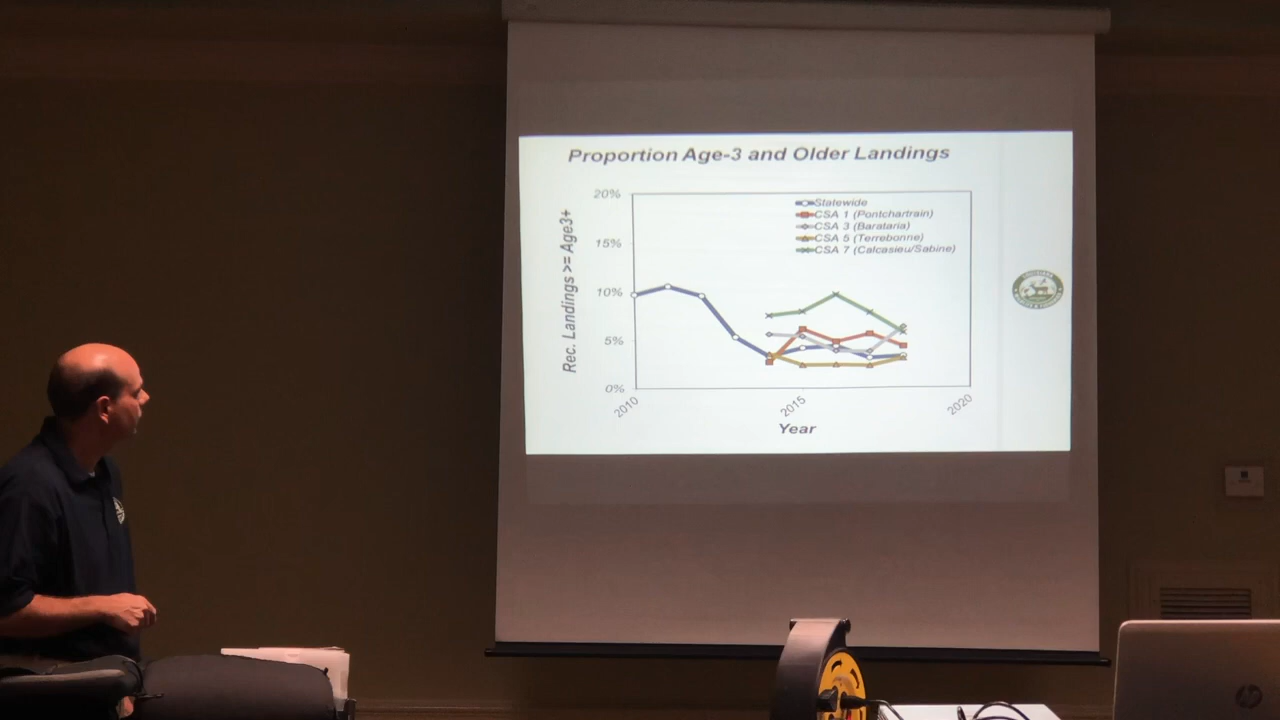 Proportion Age-3 and Older Landings
Rec. Landings >= Age3+
20%
15%
10%
5%
0%
Statewide
CSA 1 (Pontchartrain)
CSA 3 (Barataria)
CSA 5 (Terrebonne)
CSA 7 (Calcasieu/Sabine)
2010
2015
2020
Year
hp